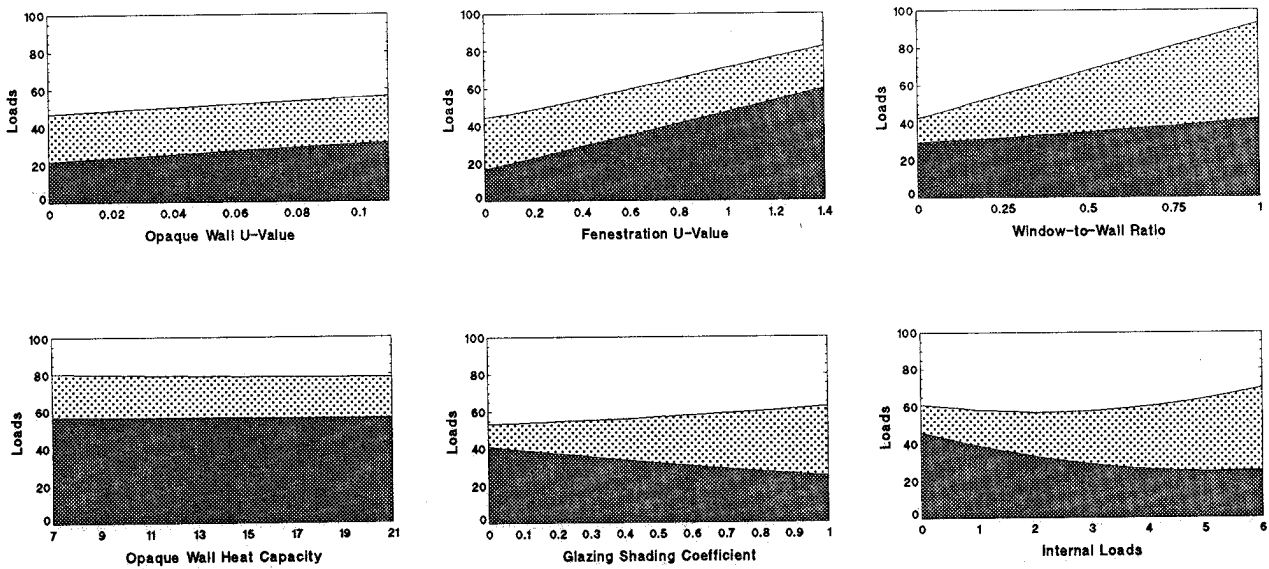 100
80
60
40
20
0
Loads
0 0.02 0.04 0.06 0.08 0.1
Opaque Wall U-Value
100
80
60
40
20
0
Loads
0 0.2 0.4 0.6 0.8 1 1.2 1.4
Fenestration U-Value
100
80
60
40
20
0
Loads
0 0.25 0.5 0.75 1
Window-to-Wall Ratio
100
80
60
40
20
0
Loads
7 9 11 13 15 17 19 21
Opaque Wall Heat Capacity
100
80
60
40
20
0
Loads
0 0.1 0.2 0.3 0.4 0.5 0.6 0.7 0.8 0.9 1
Glazing Shading Coefficient
100
80
60
40
20
0
Loads
0 1 2 3 4 5 6
Internal Loads